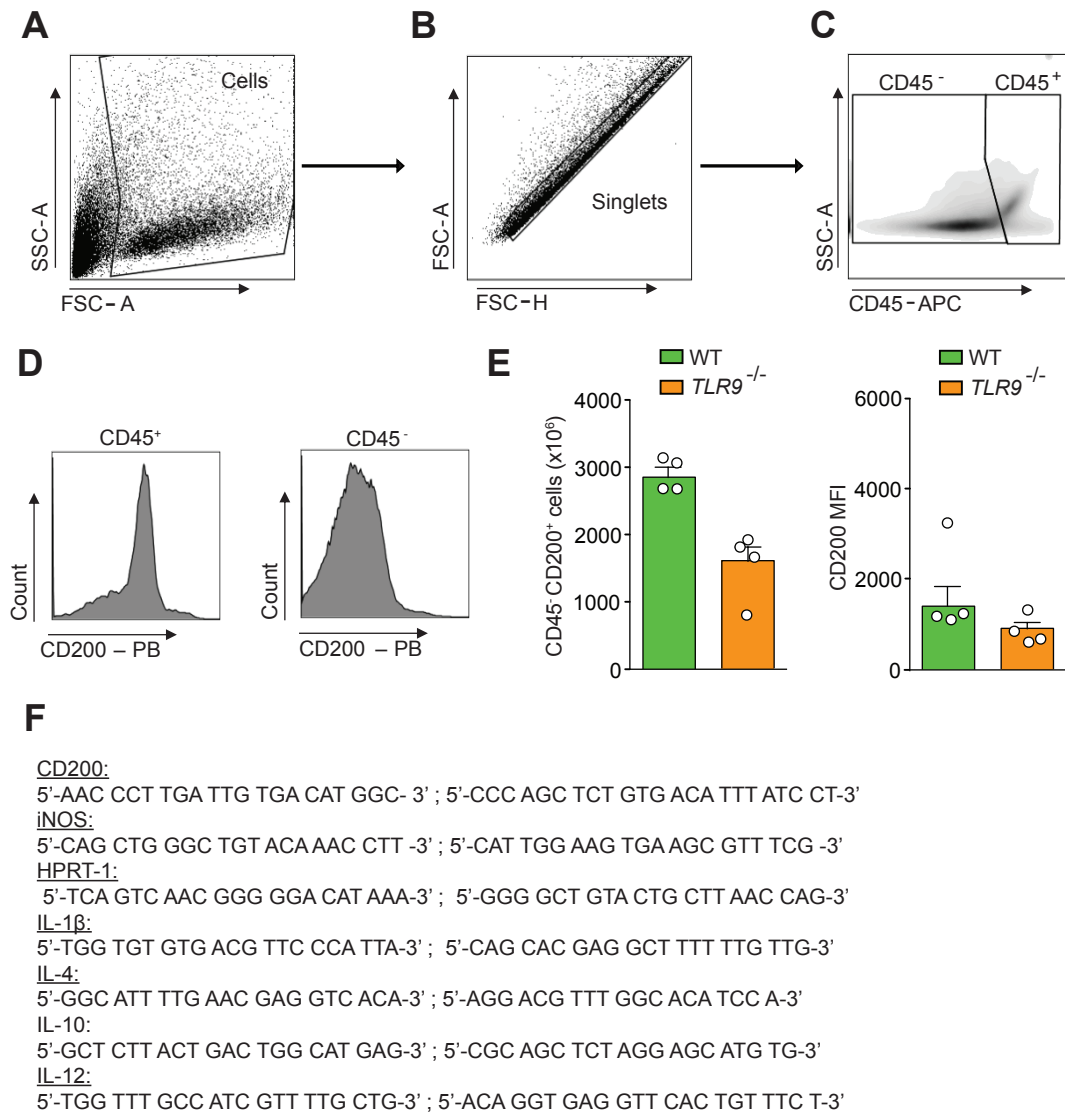 A
Cells
SSC-A
FSC-A
B
Singlets
FSC-A
FSC-H
C
CD45- CD45+
SSC-A
CD45-APC
D
CD45+
Count
CD200 – PB
CD45-
Count
CD200 – PB
E
WT
TLR9 -/-
CD45- CD200+ cells (x10⁶)
4000
3000
2000
1000
0
WT
TLR9 -/-
CD200 MFI
6000
4000
2000
0
F
CD200:
5'-AAC CCT TGA TTG TGA CAT GGC- 3' ; 5'-CCC AGC TCT GTG ACA TTT ATC CT-3'
iNOS:
5'-CAG CTG GGC TGT ACA AAC CTT -3' ; 5'-CAT TGG AAG TGA AGC GTT TCG -3'
HPRT-1:
5'-TCA GTC AAC GGG GGA CAT AAA-3' ; 5'-GGG GCT GTA CTG CTT AAC CAG-3'
IL-1β:
5'-TGG TGT GTG ACG TTC CCA TTA-3' ; 5'-CAG CAC GAG GCT TTT TTG TTG-3'
IL-4:
5'-GGC ATT TTG AAC GAG GTC ACA-3' ; 5'-AGG ACG TTT GGC ACA TCC A-3'
IL-10:
5'-GCT CTT ACT GAC TGG CAT GAG-3' ; 5'-CGC AGC TCT AGG AGC ATG TG-3'
IL-12:
5'-TGG TTT GCC ATC GTT TTG CTG-3' ; 5'-ACA GGT GAG GTT CAC TGT TTC T-3'